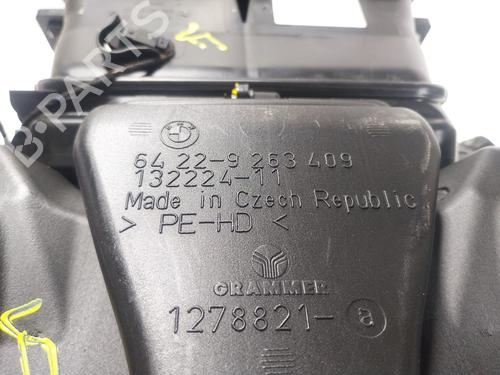 B-PARTS
64 22-9 263 409
132224-11
Made in Czech Republic
> PE-HD <
GRAMMER
1278821- a